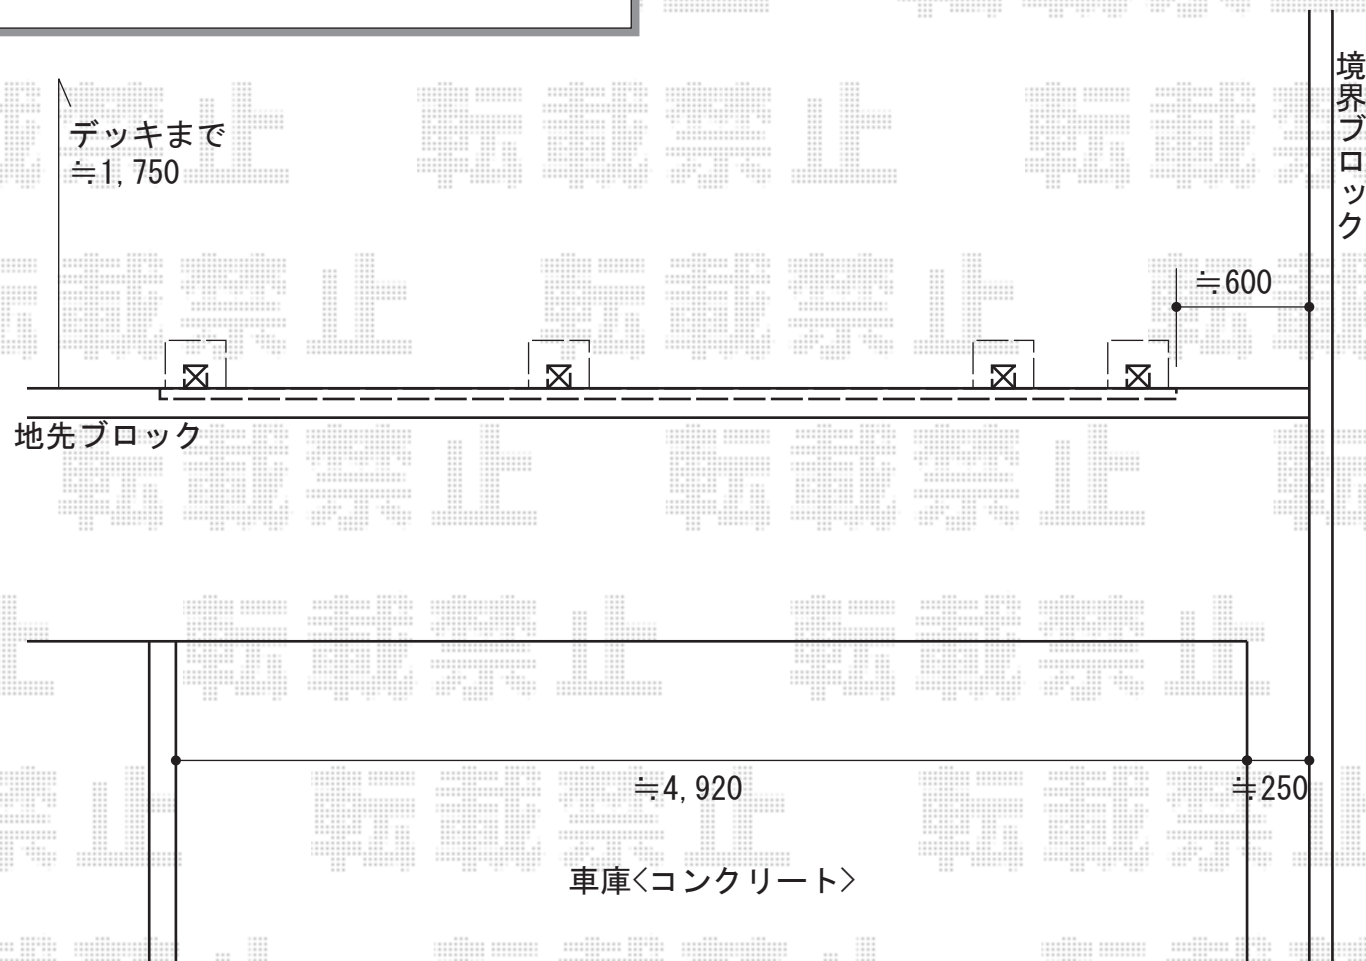 境界ブロック
デッキまで
≒1,750
≒600
地先ブロック
≒4,920
≒250
車庫<コンクリート>
転載禁止